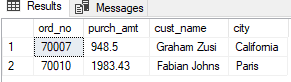 Results Messages
ord_no purch_amt cust_name city
1 70007 948.5 Graham Zusi California
2 70010 1983.43 Fabian Johns Paris